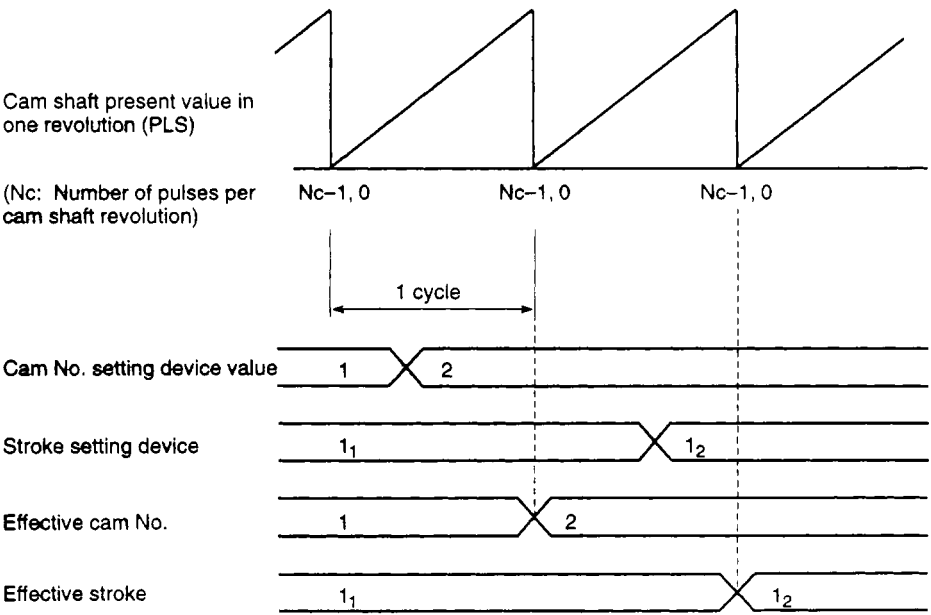 Cam shaft present value in
one revolution (PLS)
(Nc: Number of pulses per
cam shaft revolution)
Nc–1, 0 Nc–1, 0 Nc–1, 0
1 cycle
Cam No. setting device value 1 2
Stroke setting device 1₁ 1₂
Effective cam No. 1 2
Effective stroke 1₁ 1₂